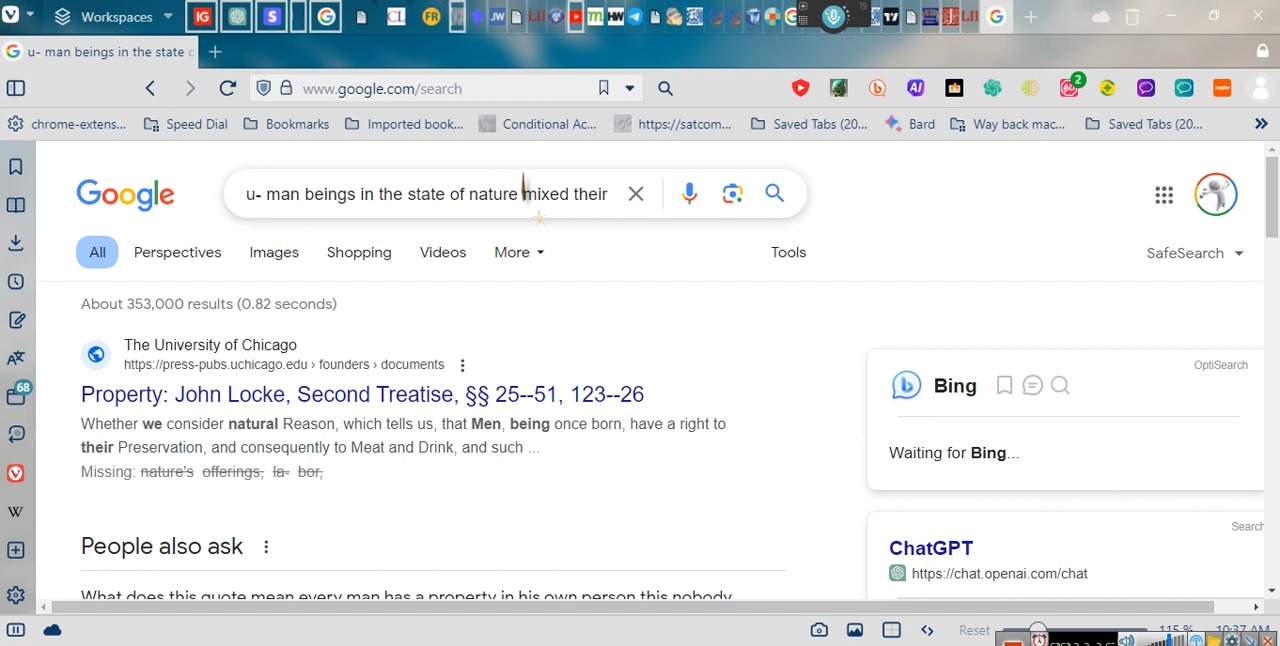 Workspaces
u- man beings in the state o
www.google.com/search
chrome-extens...
Speed Dial
Bookmarks
Imported book...
Conditional Ac...
https://satcom...
Saved Tabs (20...
Bard
Way back mac...
Saved Tabs (20...
Google
u- man beings in the state of nature mixed their
All
Perspectives
Images
Shopping
Videos
More
Tools
SafeSearch
About 353,000 results (0.82 seconds)
The University of Chicago
https://press-pubs.uchicago.edu › founders › documents
Property: John Locke, Second Treatise, §§ 25--51, 123--26
Whether we consider natural Reason, which tells us, that Men, being once born, have a right to
their Preservation, and consequently to Meat and Drink, and such ...
Missing: nature's offerings, la- bor,
People also ask
What does this quote mean every man has a property in his own person this nobody
OptiSearch
Bing
Waiting for Bing...
Search
ChatGPT
https://chat.openai.com/chat
68
2
Reset
115 %
10:37 AM